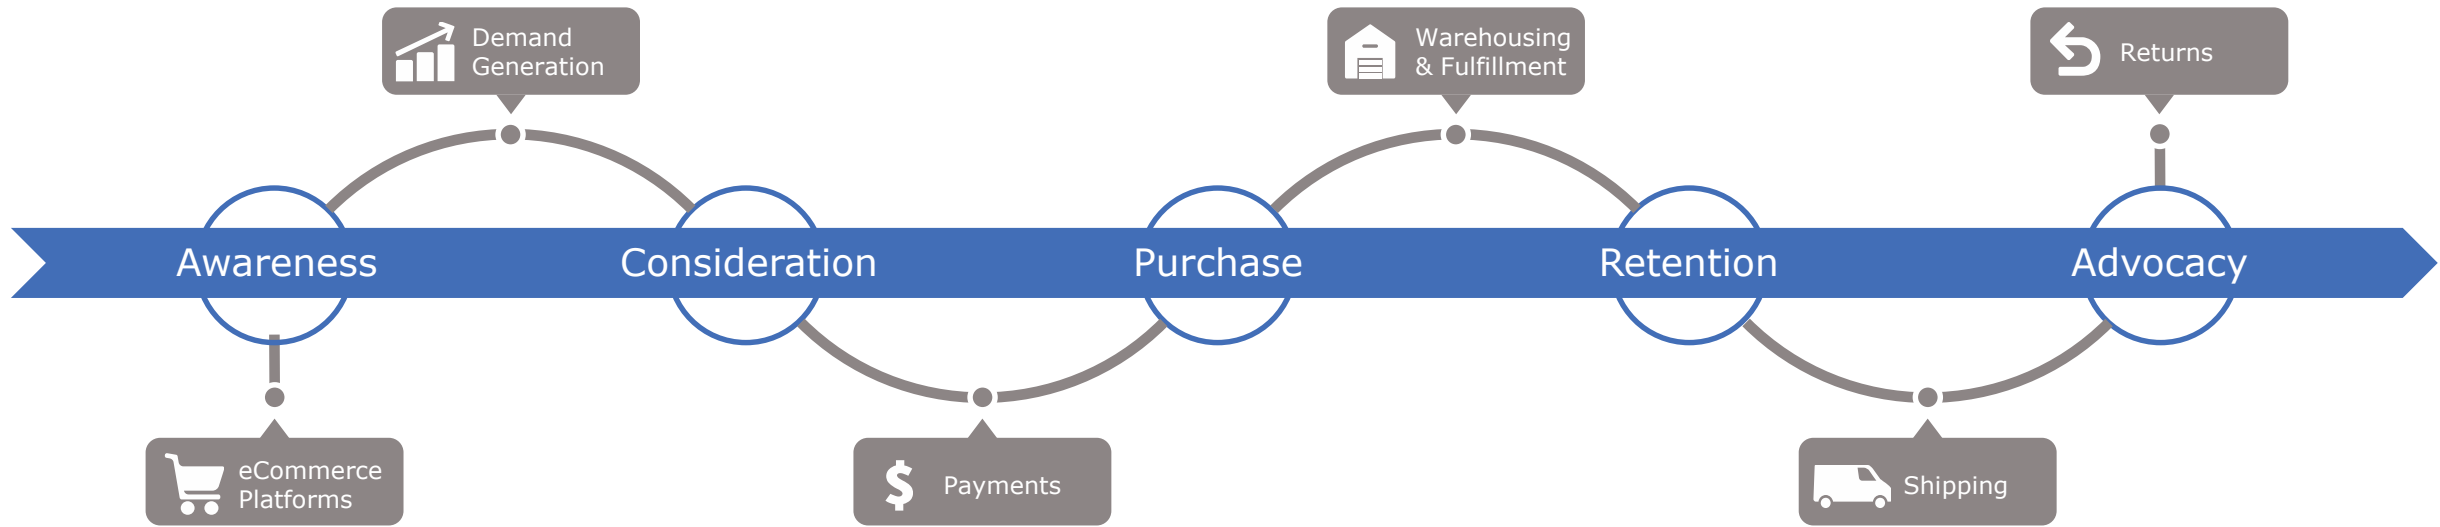 Demand
Generation
Warehousing
& Fulfillment
Returns
Awareness
Consideration
Purchase
Retention
Advocacy
eCommerce
Platforms
$
Payments
Shipping